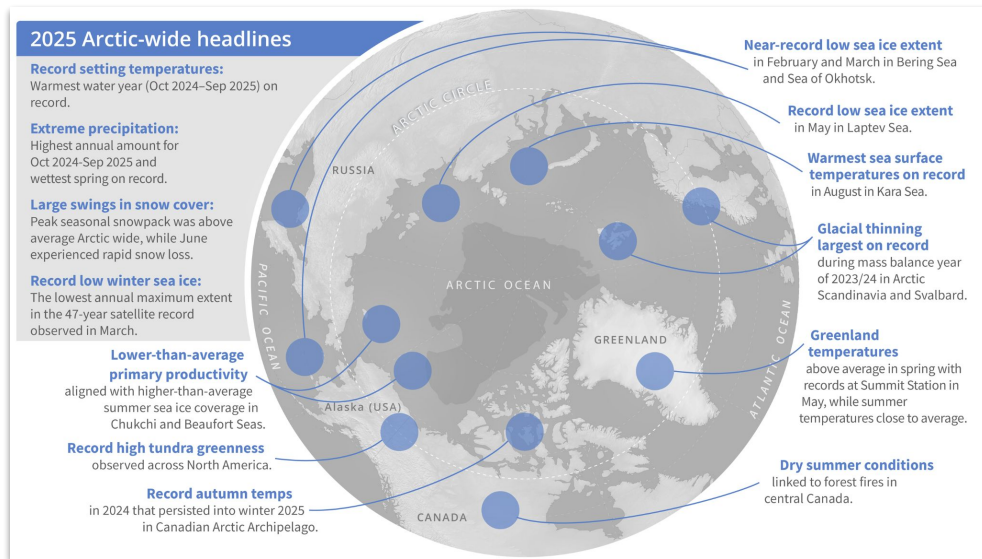 2025 Arctic-wide headlines
Record setting temperatures:
Warmest water year (Oct 2024–Sep 2025) on
record.
Extreme precipitation:
Highest annual amount for
Oct 2024-Sep 2025 and
wettest spring on record.
Large swings in snow cover:
Peak seasonal snowpack was above
average Arctic wide, while June
experienced rapid snow loss.
Record low winter sea ice:
The lowest annual maximum extent
in the 47-year satellite record
observed in March.
Lower-than-average
primary productivity
aligned with higher-than-average
summer sea ice coverage in
Chukchi and Beaufort Seas.
Record high tundra greenness
observed across North America.
Record autumn temps
in 2024 that persisted into winter 2025
in Canadian Arctic Archipelago.
ARCTIC CIRCLE
RUSSIA
PACIFIC OCEAN
ARCTIC OCEAN
GREENLAND
Alaska (USA)
CANADA
ATLANTIC OCEAN
Near-record low sea ice extent
in February and March in Bering Sea
and Sea of Okhotsk.
Record low sea ice extent
in May in Laptev Sea.
Warmest sea surface
temperatures on record
in August in Kara Sea.
Glacial thinning
largest on record
during mass balance year
of 2023/24 in Arctic
Scandinavia and Svalbard.
Greenland
temperatures
above average in spring with
records at Summit Station in
May, while summer
temperatures close to average.
Dry summer conditions
linked to forest fires in
central Canada.